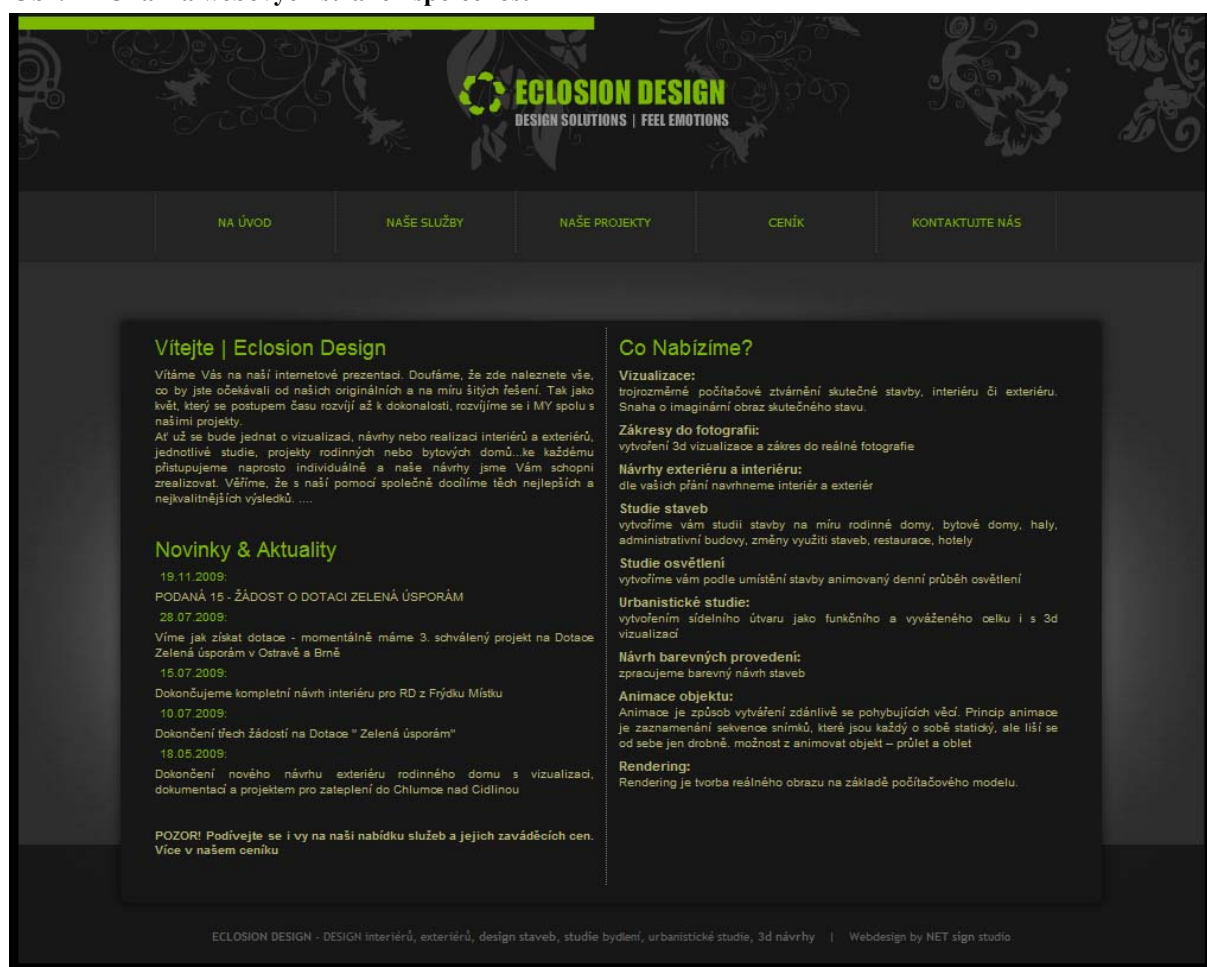 ECLOSION DESIGN
DESIGN SOLUTIONS | FEEL EMOTIONS
NA ÚVOD
NAŠE SLUŽBY
NAŠE PROJEKTY
CENÍK
KONTAKTUJTE NÁS
Vítejte | Eclosion Design
Vítáme Vás na naší internetové prezentaci. Doufáme, že zde naleznete vše,
co by jste očekávali od našich originálních a na míru šitých řešení. Tak jako
květ, který se postupem času rozvíjí až k dokonalosti, rozvíjíme se i MY spolu s
našimi projekty.
Ať už se bude jednat o vizualizaci, návrhy nebo realizaci interiérů a exteriérů,
jednotlivé studie, projekty rodinných nebo bytových domů...ke každému
přistupujeme naprosto individuálně a naše návrhy jsme Vám schopni
zrealizovat. Věříme, že s naší pomocí společně docílíme těch nejlepších a
nejkvalitnějších výsledků. ....
Novinky & Aktuality
19.11.2009:
PODANÁ 15 - ŽÁDOST O DOTACI ZELENÁ ÚSPORÁM
28.07.2009:
Víme jak získat dotace - momentálně máme 3. schválený projekt na Dotace
Zelená úsporám v Ostravě a Brně
15.07.2009:
Dokončujeme kompletní návrh interiéru pro RD z Frýdku Místku
10.07.2009:
Dokončení třech žádostí na Dotace " Zelená úsporám"
18.05.2009:
Dokončení nového návrhu exteriéru rodinného domu s vizualizaci,
dokumentací a projektem pro zateplení do Chlumce nad Cidlinou
POZOR! Podívejte se i vy na naši nabídku služeb a jejich zaváděcích cen.
Více v našem ceníku
Co Nabízíme?
Vizualizace:
trojrozměrné počítačové ztvárnění skutečné stavby, interiéru či exteriéru.
Snaha o imaginární obraz skutečného stavu.
Zákresy do fotografii:
vytvoření 3d vizualizace a zákres do reálné fotografie
Návrhy exteriéru a interiéru:
dle vašich přání navrhneme interiér a exteriér
Studie staveb
vytvoříme vám studii stavby na míru rodinné domy, bytové domy, haly,
administrativní budovy, změny využiti staveb, restaurace, hotely
Studie osvětlení
vytvoříme vám podle umístění stavby animovaný denní průběh osvětlení
Urbanistické studie:
vytvořením sídelního útvaru jako funkčního a vyváženého celku i s 3d
vizualizací
Návrh barevných provedení:
zpracujeme barevný návrh staveb
Animace objektu:
Animace je způsob vytváření zdánlivě se pohybujících věcí. Princip animace
je zaznamenání sekvence snímků, které jsou každý o sobě statický, ale liší se
od sebe jen drobně. možnost z animovat objekt – průlet a oblet
Rendering:
Rendering je tvorba reálného obrazu na základě počítačového modelu.
ECLOSION DESIGN - DESIGN interiérů, exteriérů, design staveb, studie bydlení, urbanistické studie, 3d návrhy | Webdesign by NET sign studio